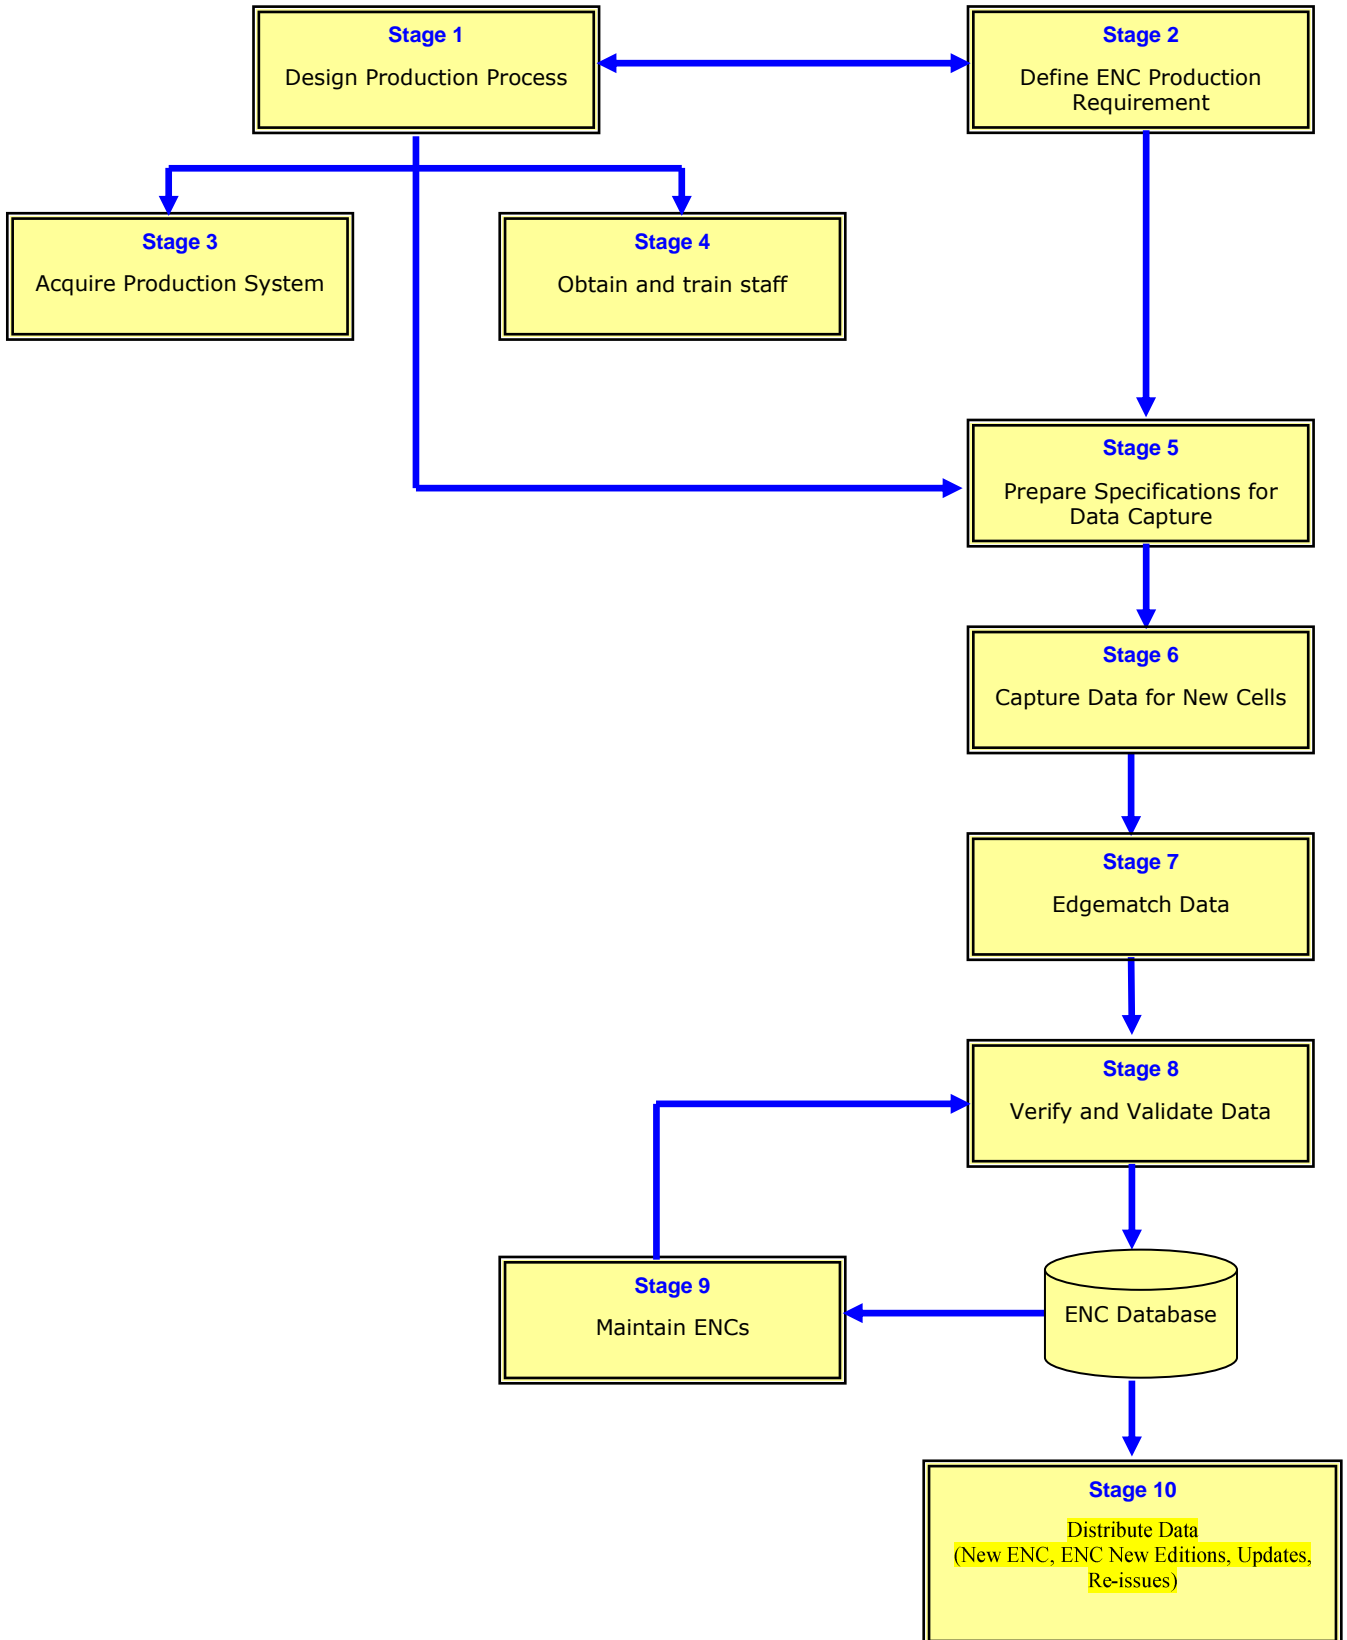 Stage 1
Design Production Process
Stage 2
Define ENC Production
Requirement
Stage 3
Acquire Production System
Stage 4
Obtain and train staff
Stage 5
Prepare Specifications for
Data Capture
Stage 6
Capture Data for New Cells
Stage 7
Edgematch Data
Stage 8
Verify and Validate Data
Stage 9
Maintain ENCs
ENC Database
Stage 10
Distribute Data
(New ENC, ENC New Editions, Updates,
Re-issues)